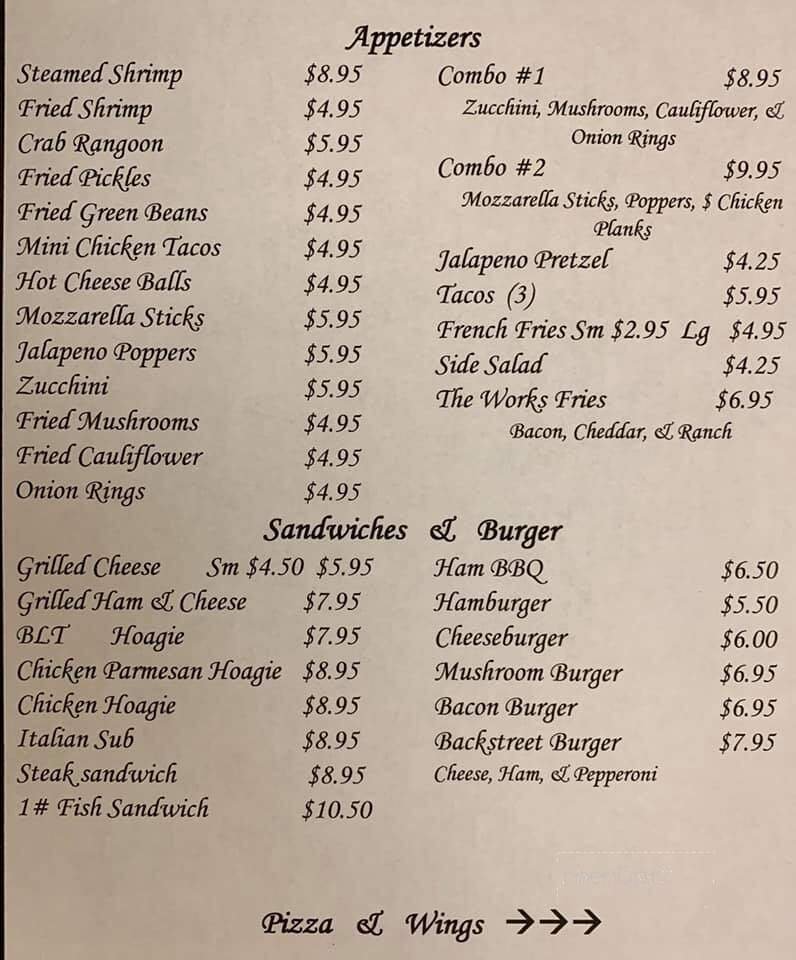 Appetizers
Steamed Shrimp $8.95
Fried Shrimp $4.95
Crab Rangoon $5.95
Fried Pickles $4.95
Fried Green Beans $4.95
Mini Chicken Tacos $4.95
Hot Cheese Balls $4.95
Mozzarella Sticks $5.95
Jalapeno Poppers $5.95
Zucchini $5.95
Fried Mushrooms $4.95
Fried Cauliflower $4.95
Onion Rings $4.95
Combo #1 $8.95
Zucchini, Mushrooms, Cauliflower, &
Onion Rings
Combo #2 $9.95
Mozzarella Sticks, Poppers, $ Chicken
Planks
Jalapeno Pretzel $4.25
Tacos (3) $5.95
French Fries Sm $2.95 Lg $4.95
Side Salad $4.25
The Works Fries $6.95
Bacon, Cheddar, & Ranch
Sandwiches & Burger
Grilled Cheese Sm $4.50 $5.95
Grilled Ham & Cheese $7.95
BLT Hoagie $7.95
Chicken Parmesan Hoagie $8.95
Chicken Hoagie $8.95
Italian Sub $8.95
Steak sandwich $8.95
1# Fish Sandwich $10.50
Ham BBQ $6.50
Hamburger $5.50
Cheeseburger $6.00
Mushroom Burger $6.95
Bacon Burger $6.95
Backstreet Burger $7.95
Cheese, Ham, & Pepperoni
Pizza & Wings →→→